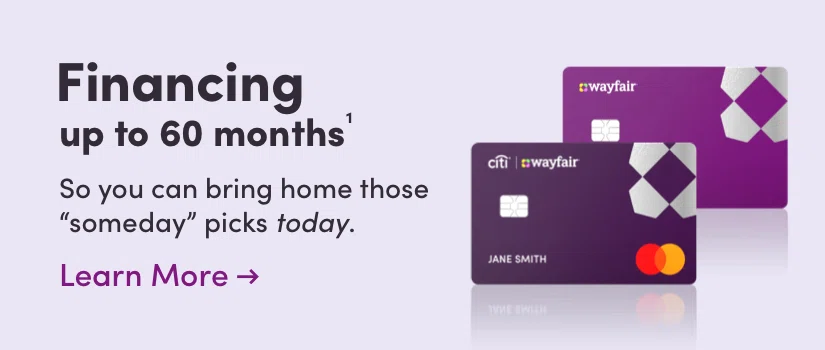 Financing
up to 60 months¹
So you can bring home those
“someday” picks today.
Learn More →
wayfair
citi | wayfair
JANE SMITH